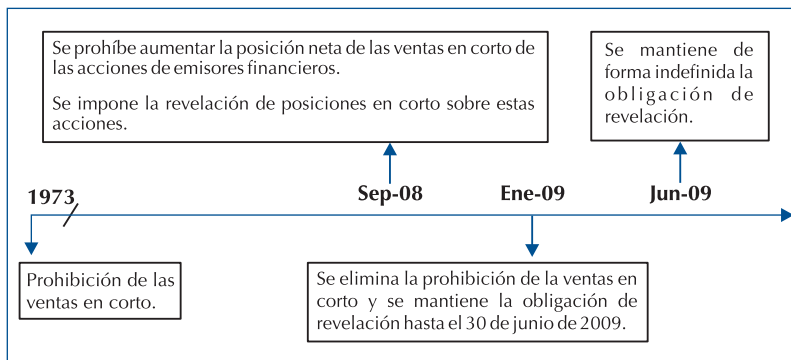 Se prohíbe aumentar la posición neta de las ventas en corto de
las acciones de emisores financieros.
Se impone la revelación de posiciones en corto sobre estas
acciones.
Se mantiene de
forma indefinida la
obligación de
revelación.
1973
Sep-08
Ene-09
Jun-09
Prohibición de las
ventas en corto.
Se elimina la prohibición de la ventas en
corto y se mantiene la obligación de
revelación hasta el 30 de junio de 2009.